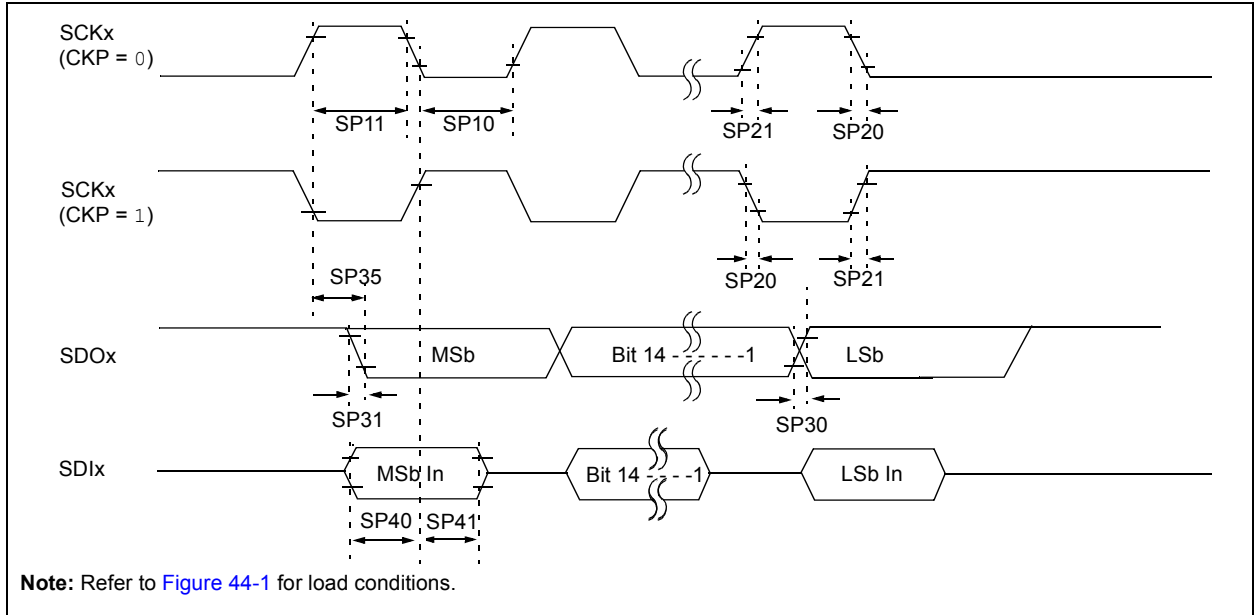 SCKx
(CKP = 0)
SP11
SP10
SP21
SP20
SCKx
(CKP = 1)
SP35
SP20
SP21
SDOx
MSb
Bit 14 - - - - - -1
LSb
SP31
SP30
SDIx
MSb In
Bit 14 - - - -1
LSb In
SP40
SP41
Note: Refer to Figure 44-1 for load conditions.